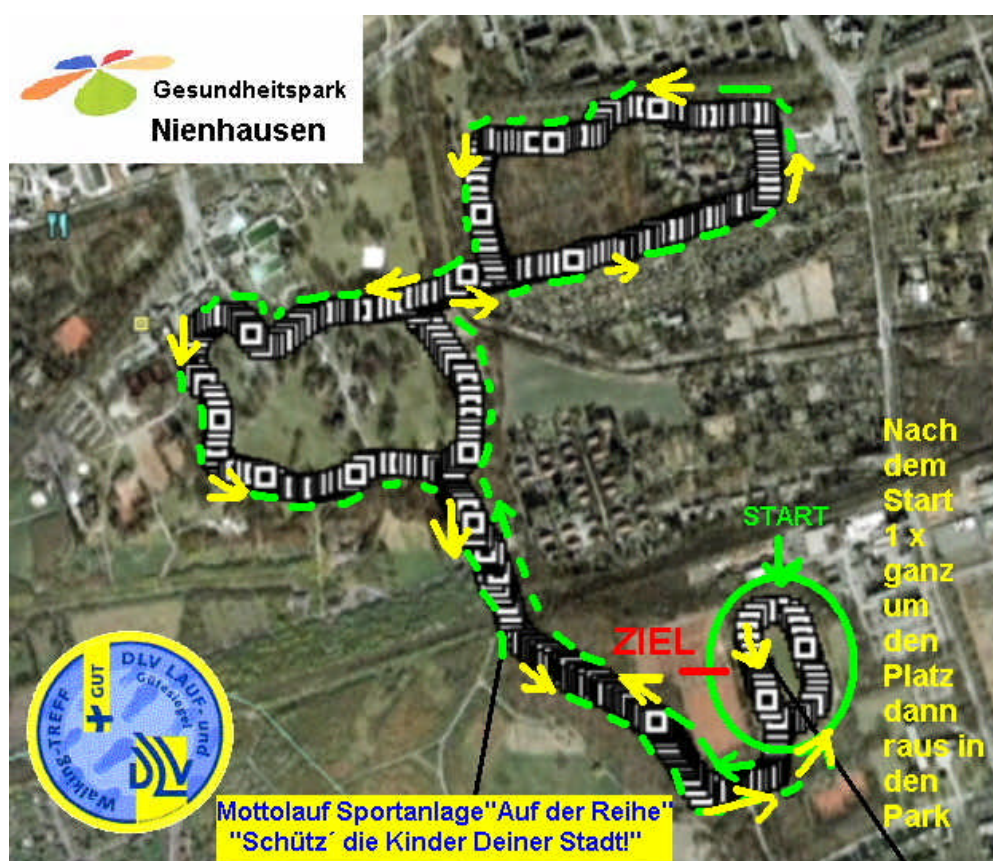 Gesundheitspark
Nienhausen
Nach
dem
Start
1 x
ganz
um
den
Platz
dann
raus in
den
Park
START
ZIEL
DLV LAUF- und
Gütesiegel
Walking-TREFF
+ GUT
DLV
Mottolauf Sportanlage"Auf der Reihe"
"Schütz´ die Kinder Deiner Stadt!"